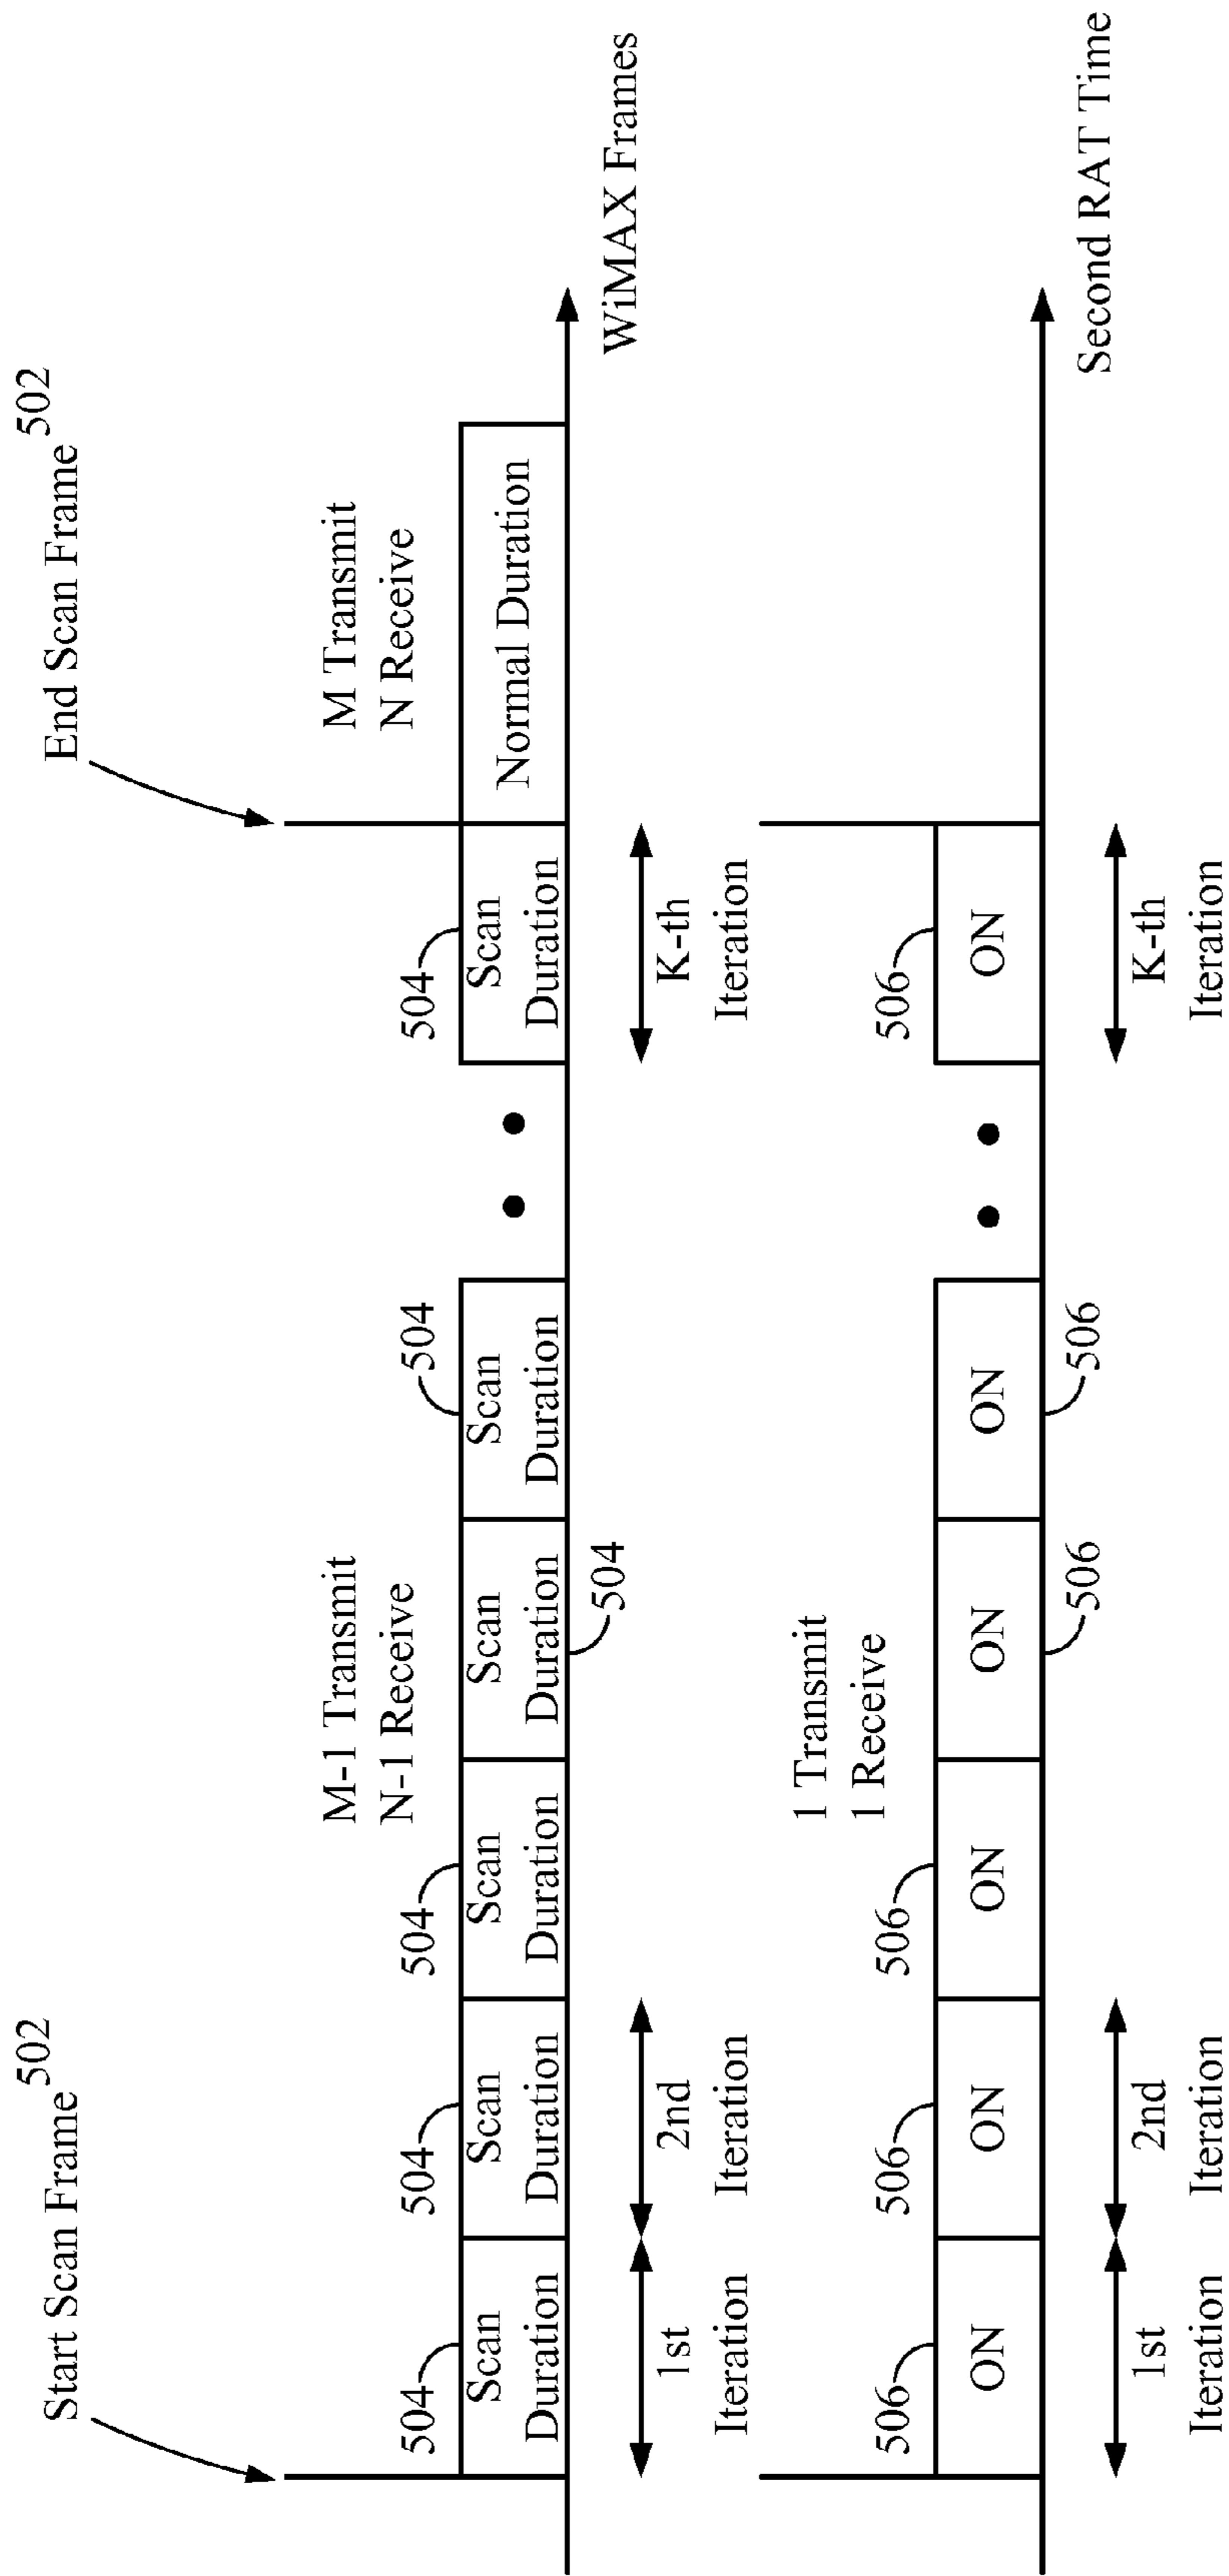 Start Scan Frame 502
End Scan Frame 502
M-1 Transmit
N-1 Receive
M Transmit
N Receive
504
504
504
504
504
Scan
Duration
Scan
Duration
Scan
Duration
Scan
Duration
Scan
Duration
Scan
Duration
Normal Duration
504
1st
Iteration
2nd
Iteration
K-th
Iteration
WiMAX Frames
1 Transmit
1 Receive
506
506
506
506
ON
ON
ON
ON
ON
ON
506
506
1st
Iteration
2nd
Iteration
K-th
Iteration
Second RAT Time